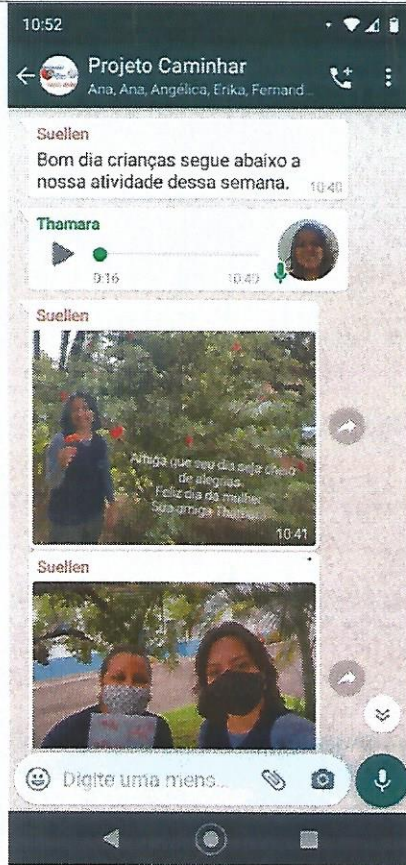 10:52
Projeto Caminhar
Ana, Ana, Angélica, Erika, Fernand...
Suellen
Bom dia crianças segue abaixo a
nossa atividade dessa semana. 10:40
Thamara
0:16 10:40
Suellen
Amiga que seu dia seja cheio
de alegrias.
Feliz dia da mulher
Sua amiga
10:41
Suellen
Digite uma mens...